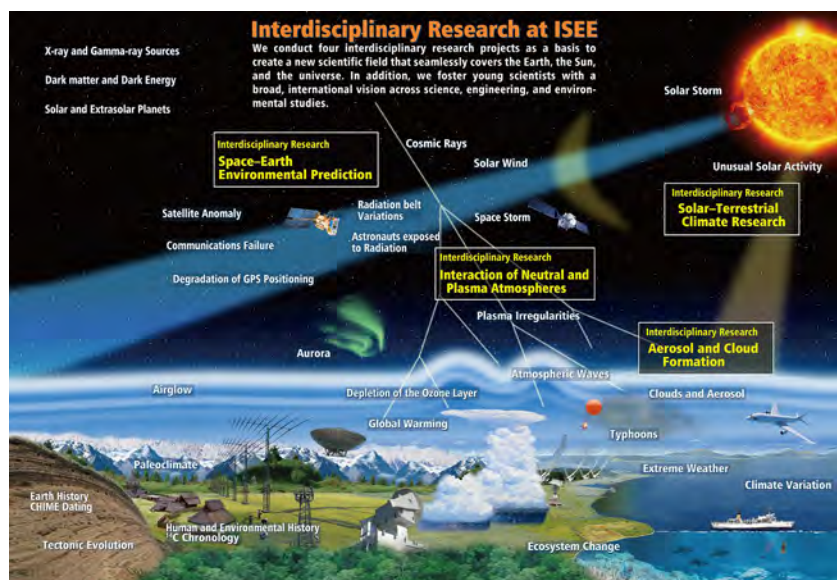 Interdisciplinary Research at ISEE
We conduct four interdisciplinary research projects as a basis to
create a new scientific field that seamlessly covers the Earth, the Sun,
and the universe. In addition, we foster young scientists with a
broad, international vision across science, engineering, and environ-
mental studies.
X-ray and Gamma-ray Sources
Dark matter and Dark Energy
Solar and Extrasolar Planets
Solar Storm
Cosmic Rays
Interdisciplinary Research
Space–Earth
Environmental Prediction
Solar Wind
Unusual Solar Activity
Interdisciplinary Research
Solar–Terrestrial
Climate Research
Satellite Anomaly
Radiation belt
Variations
Space Storm
Communications Failure
Astronauts exposed
to Radiation
Interdisciplinary Research
Interaction of Neutral and
Plasma Atmospheres
Degradation of GPS Positioning
Plasma Irregularities
Interdisciplinary Research
Aerosol and Cloud
Formation
Aurora
Atmospheric Waves
Airglow
Depletion of the Ozone Layer
Clouds and Aerosol
Global Warming
Typhoons
Paleoclimate
Extreme Weather
Climate Variation
Earth History
CHIME Dating
Human and Environmental History
¹⁴C Chronology
Tectonic Evolution
Ecosystem Change